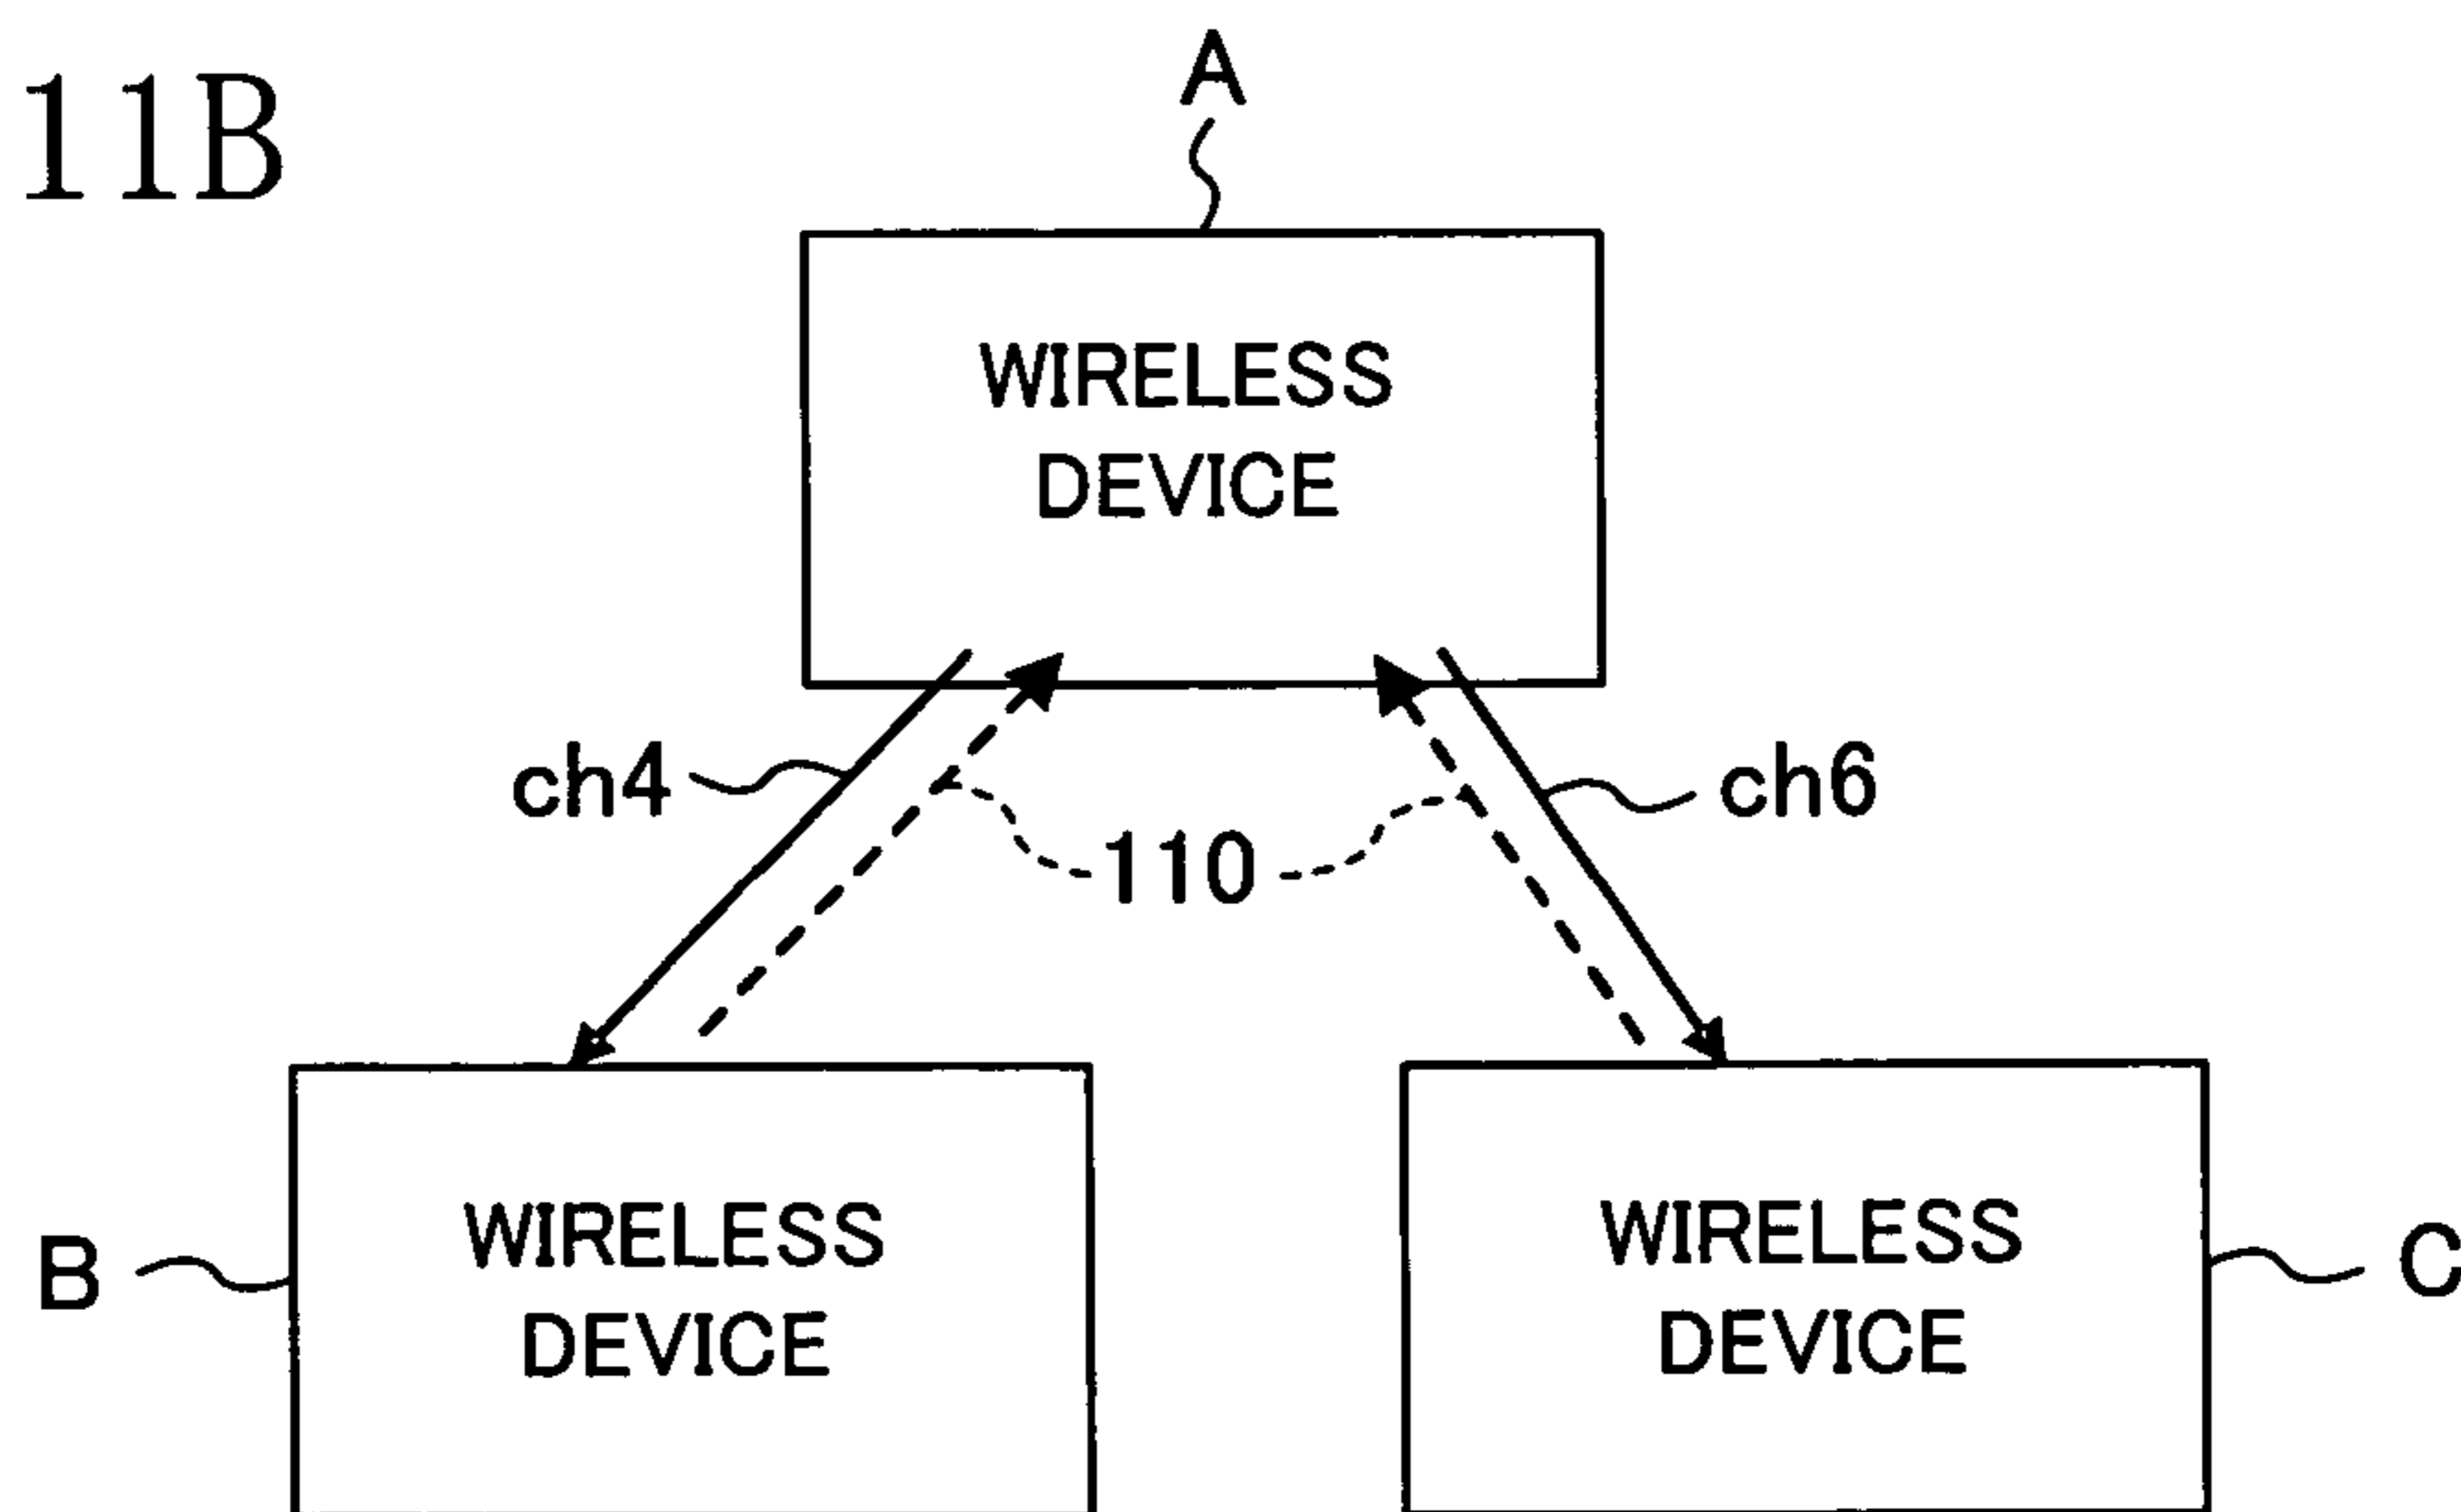 11B
A
WIRELESS
DEVICE
ch4
ch6
110
B
WIRELESS
DEVICE
WIRELESS
DEVICE
C